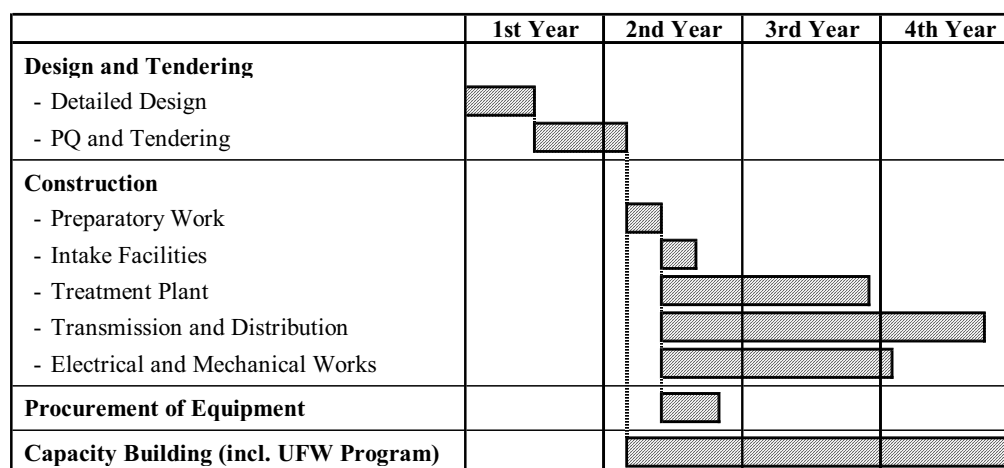 1st Year 2nd Year 3rd Year 4th Year
Design and Tendering
- Detailed Design
- PQ and Tendering
Construction
- Preparatory Work
- Intake Facilities
- Treatment Plant
- Transmission and Distribution
- Electrical and Mechanical Works
Procurement of Equipment
Capacity Building (incl. UFW Program)